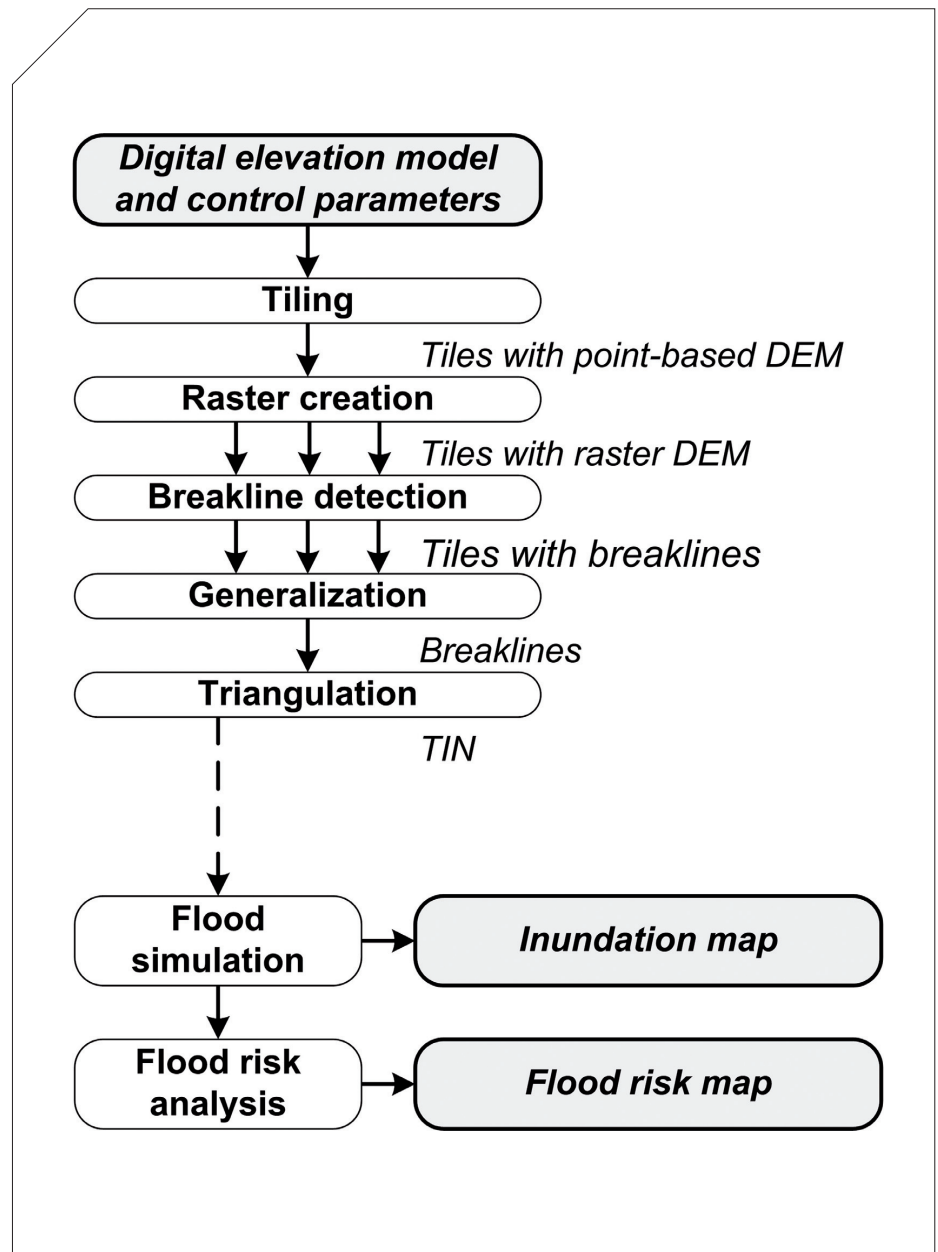 Digital elevation model
and control parameters
Tiling
Tiles with point-based DEM
Raster creation
Tiles with raster DEM
Breakline detection
Tiles with breaklines
Generalization
Breaklines
Triangulation
TIN
Flood
simulation
Inundation map
Flood risk
analysis
Flood risk map